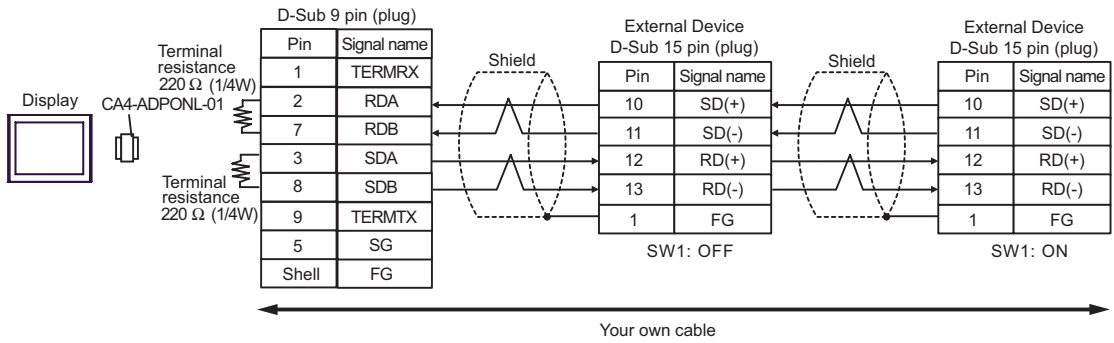 D-Sub 9 pin (plug)
Pin Signal name
1 TERMRX
2 RDA
7 RDB
3 SDA
8 SDB
9 TERMTX
5 SG
Shell FG
Terminal
resistance
220 Ω (1/4W)
Display
CA4-ADPONL-01
Terminal
resistance
220 Ω (1/4W)
Shield
External Device
D-Sub 15 pin (plug)
Pin Signal name
10 SD(+)
11 SD(-)
12 RD(+)
13 RD(-)
1 FG
SW1: OFF
Shield
External Device
D-Sub 15 pin (plug)
Pin Signal name
10 SD(+)
11 SD(-)
12 RD(+)
13 RD(-)
1 FG
SW1: ON
Your own cable